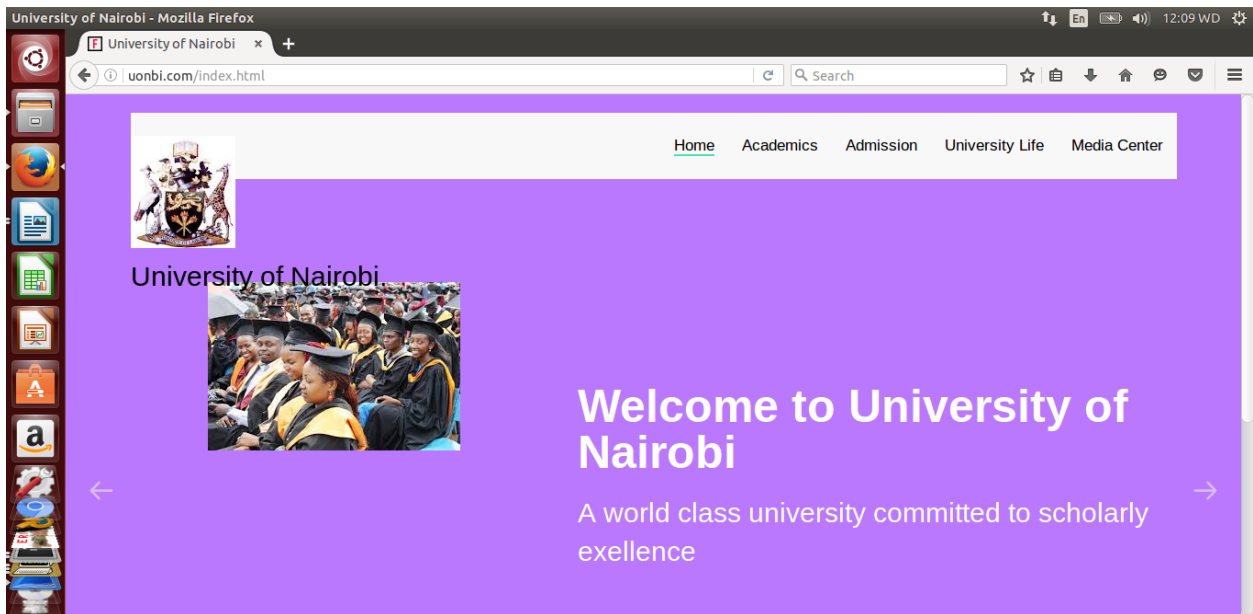 University of Nairobi - Mozilla Firefox
En 12:09 WD
University of Nairobi
uonbi.com/index.html
Search
Home Academics Admission University Life Media Center
University of Nairobi.
Welcome to University of
Nairobi
A world class university committed to scholarly
exellence